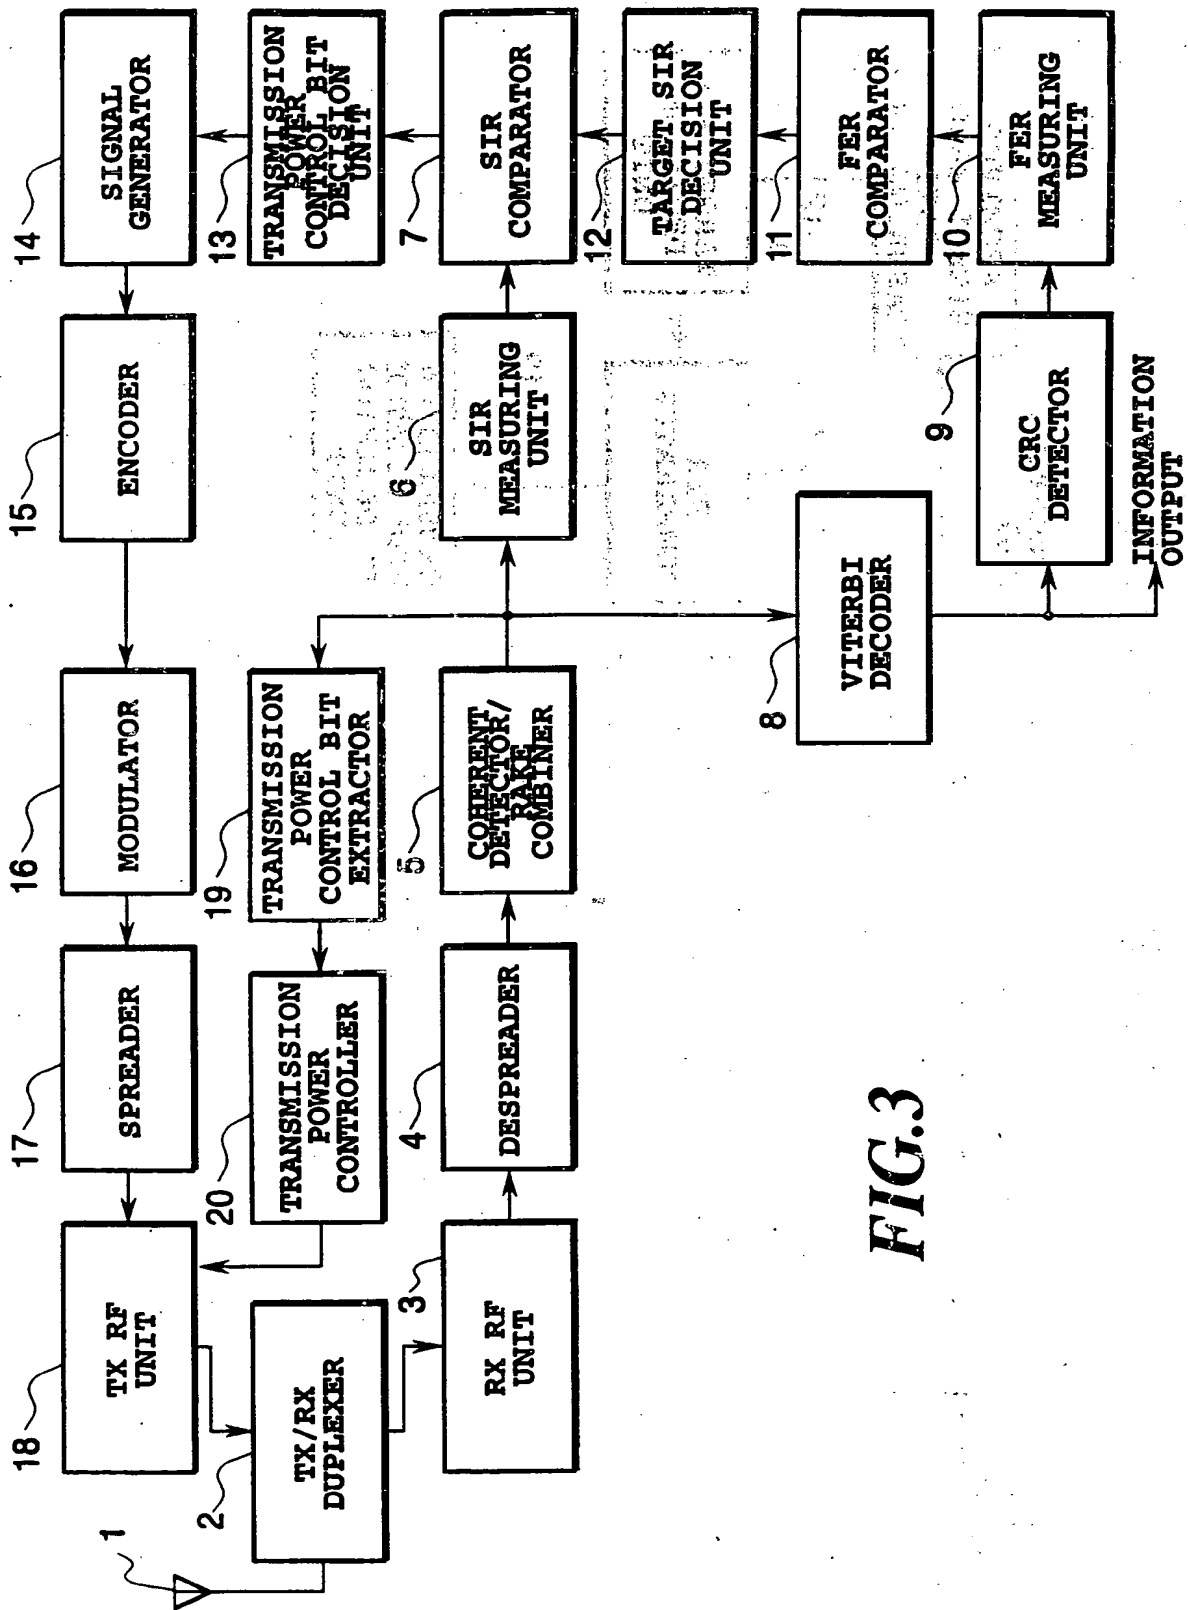 1
TX/RX
DUPLEXER
2
18
TX RF
UNIT
17
SPREADER
16
MODULATOR
15
ENCODER
14
SIGNAL
GENERATOR
20
TRANSMISSION
POWER
CONTROLLER
19
TRANSMISSION
POWER
CONTROL BIT
EXTRACTOR
13
TRANSMISSION
POWER
CONTROL BIT
DECISION
UNIT
3
RX RF
UNIT
4
DESPREADER
5
COHERENT
DETECTOR/
RAKE
COMBINER
6
SIR
MEASURING
UNIT
7
SIR
COMPARATOR
12
TARGET SIR
DECISION
UNIT
8
VITERBI
DECODER
11
FER
COMPARATOR
9
CRC
DETECTOR
10
FER
MEASURING
UNIT
INFORMATION
OUTPUT
FIG.3